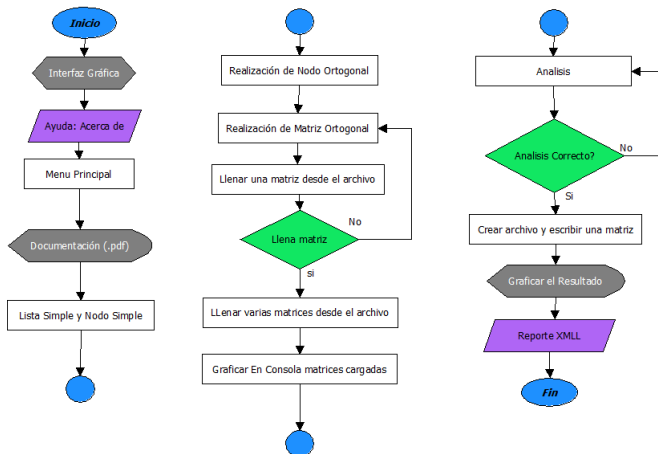 Inicio
Interfaz Gráfica
Ayuda: Acerca de
Menu Principal
Documentación (.pdf)
Lista Simple y Nodo Simple
Realización de Nodo Ortogonal
Realización de Matriz Ortogonal
Llenar una matriz desde el archivo
No
Llena matriz
si
LLenar varias matrices desde el archivo
Graficar En Consola matrices cargadas
Analisis
Analisis Correcto?
No
Si
Crear archivo y escribir una matriz
Graficar el Resultado
Reporte XMLL
Fin